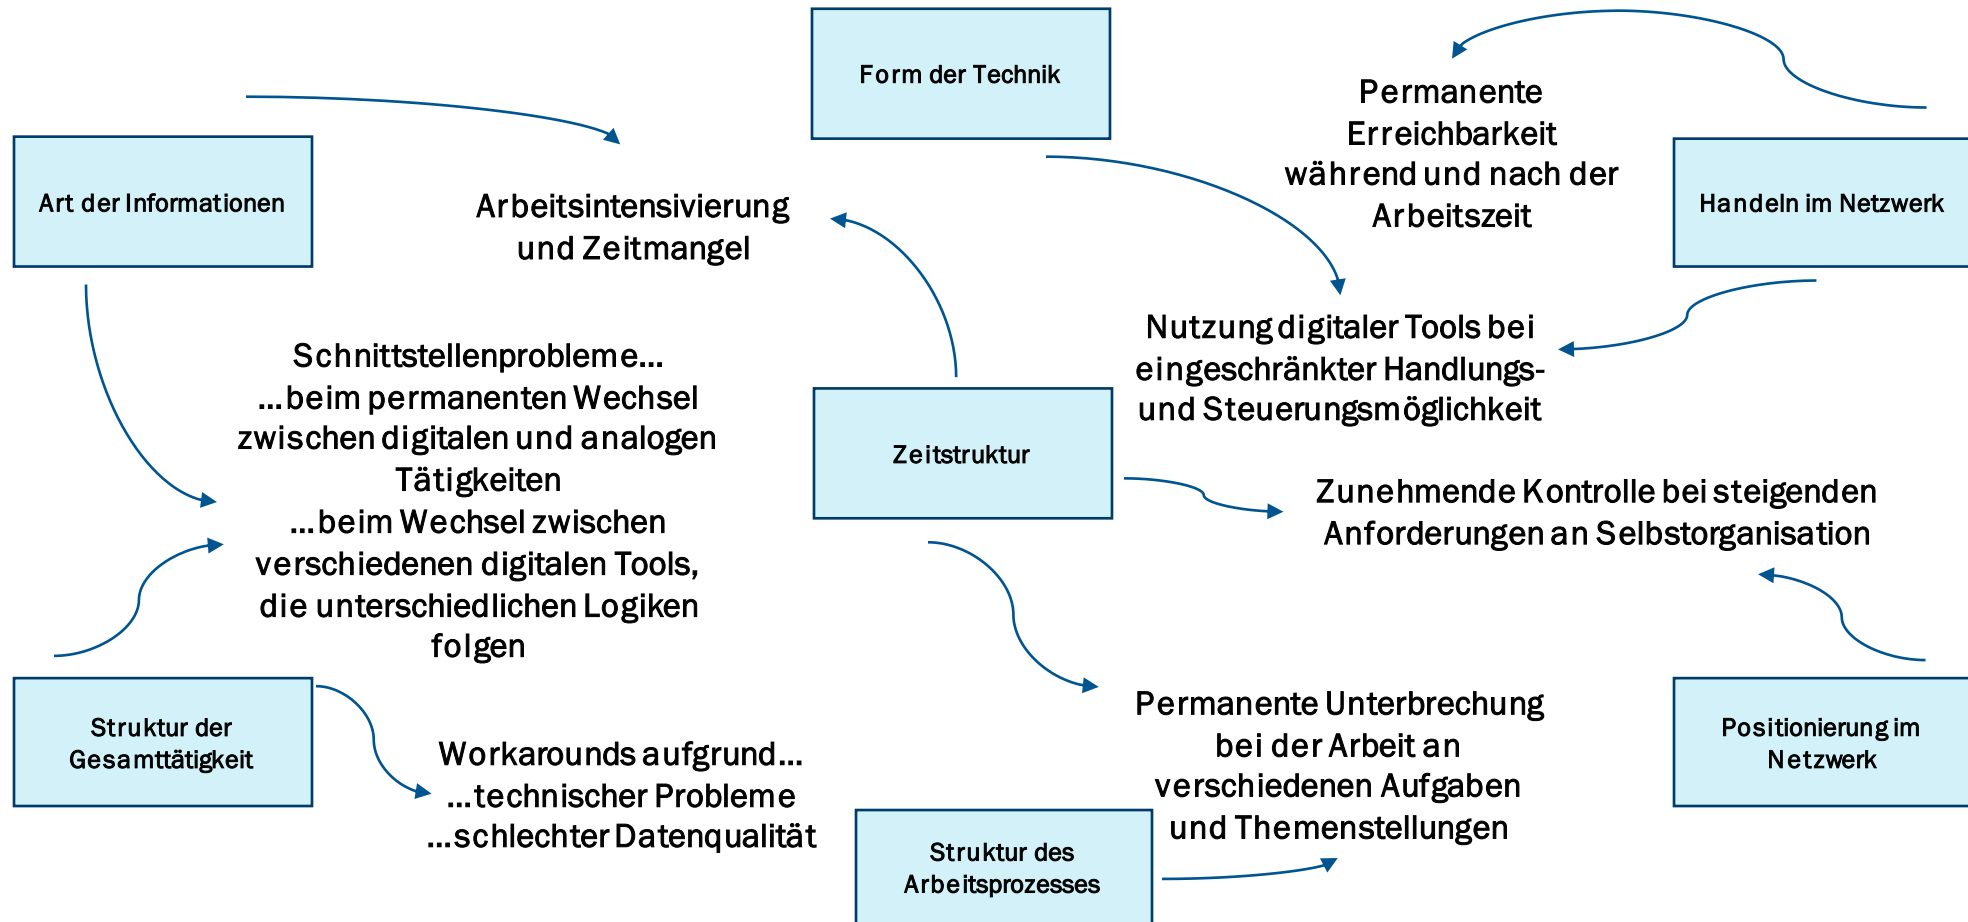 Form der Technik
Permanente
Erreichbarkeit
während und nach der
Arbeitszeit
Art der Informationen
Arbeitsintensivierung
und Zeitmangel
Handeln im Netzwerk
Nutzung digitaler Tools bei
eingeschränkter Handlungs-
und Steuerungsmöglichkeit
Schnittstellenprobleme...
...beim permanenten Wechsel
zwischen digitalen und analogen
Tätigkeiten
...beim Wechsel zwischen
verschiedenen digitalen Tools,
die unterschiedlichen Logiken
folgen
Zeitstruktur
Zunehmende Kontrolle bei steigenden
Anforderungen an Selbstorganisation
Struktur der
Gesamttätigkeit
Workarounds aufgrund...
...technischer Probleme
...schlechter Datenqualität
Permanente Unterbrechung
bei der Arbeit an
verschiedenen Aufgaben
und Themenstellungen
Positionierung im
Netzwerk
Struktur des
Arbeitsprozesses